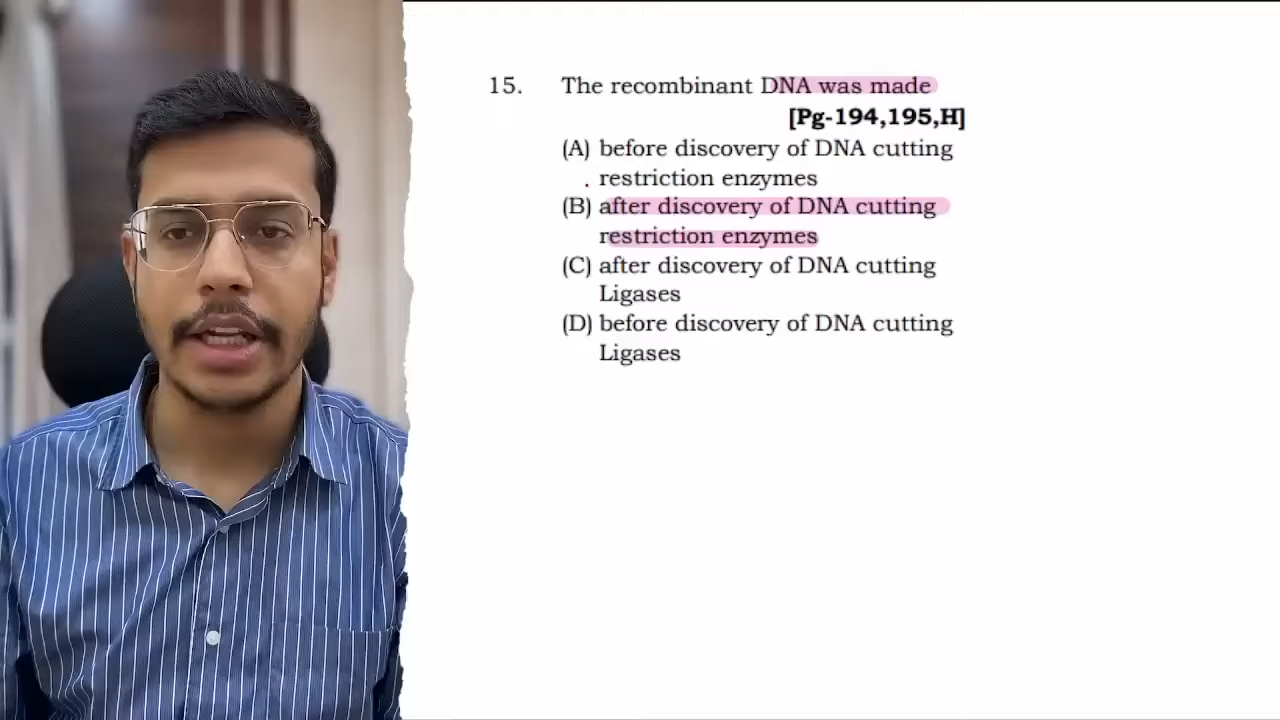 15. The recombinant DNA was made
[Pg-194,195,H]
(A) before discovery of DNA cutting
restriction enzymes
(B) after discovery of DNA cutting
restriction enzymes
(C) after discovery of DNA cutting
Ligases
(D) before discovery of DNA cutting
Ligases